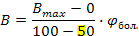 B = (B_max − 0) / (100 − 50) · φ_бол.